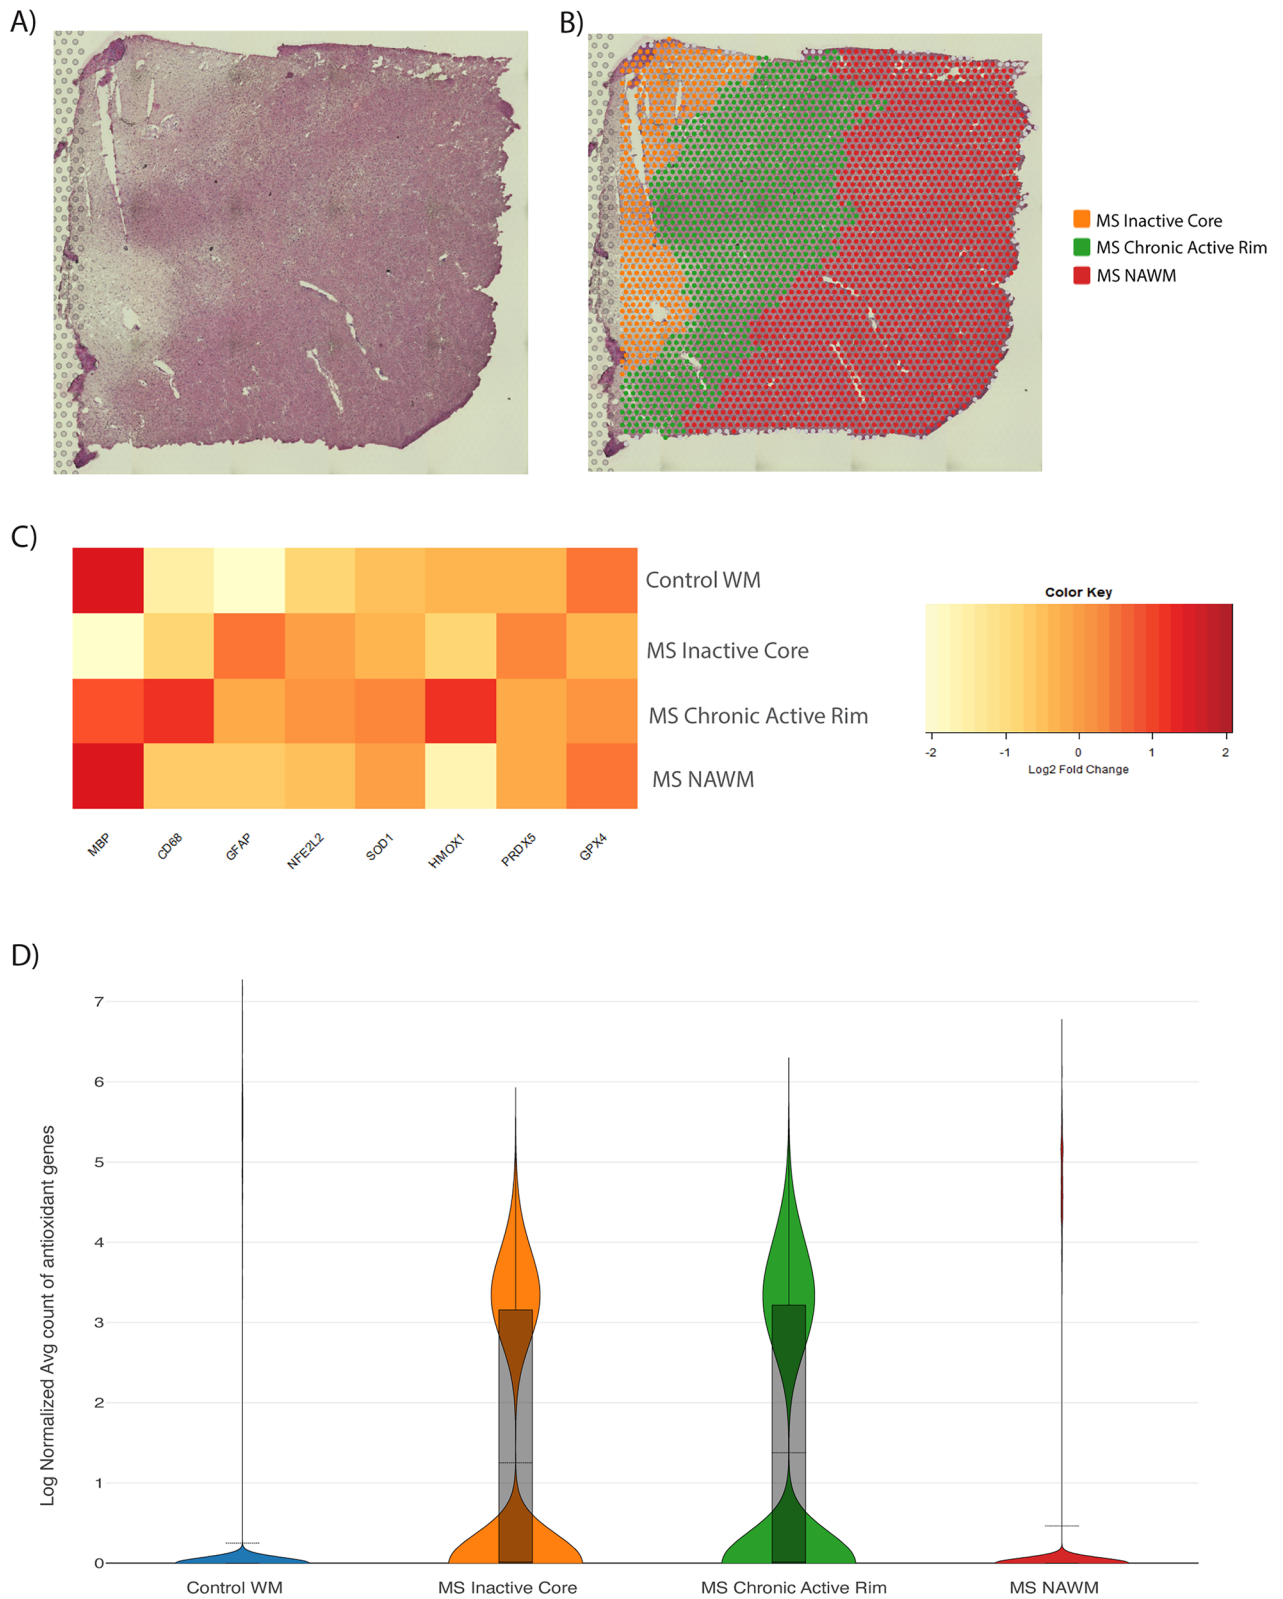 A)
B)
MS Inactive Core
MS Chronic Active Rim
MS NAWM
C)
Control WM
MS Inactive Core
MS Chronic Active Rim
MS NAWM
MBP
CD68
GFAP
NFE2L2
SOD1
HMOX1
PRDX5
GPX4
Color Key
-2
-1
0
1
2
Log2 Fold Change
D)
Log Normalized Avg count of antioxidant genes
7
6
5
4
3
2
1
0
Control WM
MS Inactive Core
MS Chronic Active Rim
MS NAWM